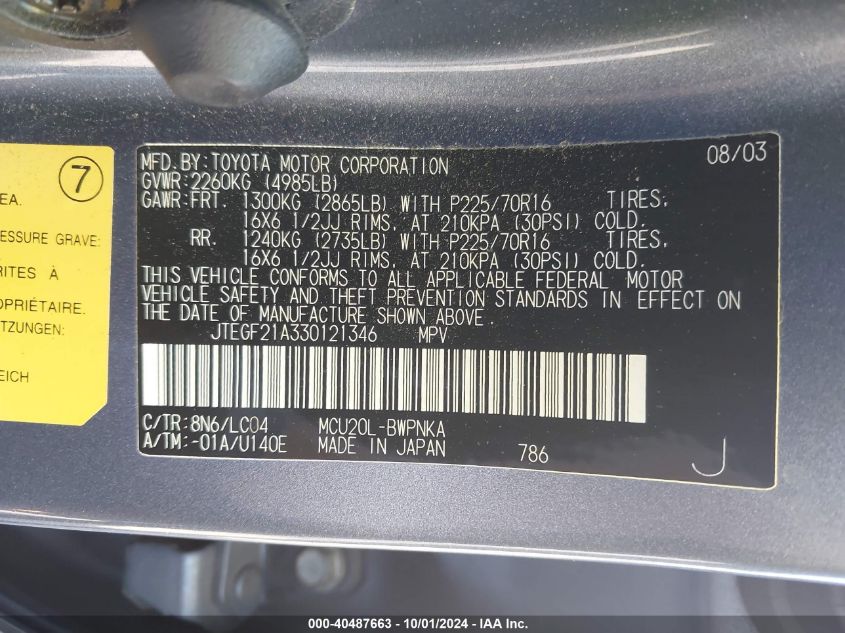 7
EA.
ESSURE GRAVE:
RITES À
OPRIÉTAIRE.
TZUNGEN:
EICH
MFD.BY:TOYOTA MOTOR CORPORATION 08/03
GVWR:2260KG (4985LB)
GAWR:FRT. 1300KG (2865LB) WITH P225/70R16 TIRES,
16X6 1/2JJ RIMS, AT 210KPA (30PSI) COLD.
RR. 1240KG (2735LB) WITH P225/70R16 TIRES,
16X6 1/2JJ RIMS, AT 210KPA (30PSI) COLD.
THIS VEHICLE CONFORMS TO ALL APPLICABLE FEDERAL MOTOR
VEHICLE SAFETY AND THEFT PREVENTION STANDARDS IN EFFECT ON
THE DATE OF MANUFACTURE SHOWN ABOVE.
JTEGF21A330121346 MPV
C/TR:8N6/LC04 MCU20L-BWPNKA
A/TM:-01A/U140E MADE IN JAPAN 786 J
000-40487663 - 10/01/2024 - IAA Inc.